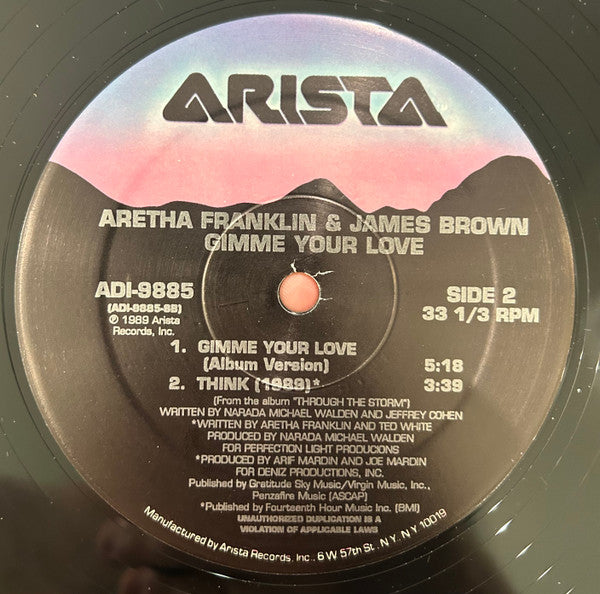 ARISTA
ARETHA FRANKLIN & JAMES BROWN
GIMME YOUR LOVE
ADI-9885
(ADI-9885-SB)
℗ 1989 Arista
Records, Inc.
SIDE 2
33 1/3 RPM
1. GIMME YOUR LOVE 5:18
(Album Version)
2. THINK (1989)* 3:39
(From the album "THROUGH THE STORM")
WRITTEN BY NARADA MICHAEL WALDEN AND JEFFREY COHEN
*WRITTEN BY ARETHA FRANKLIN AND TED WHITE
PRODUCED BY NARADA MICHAEL WALDEN
FOR PERFECTION LIGHT PRODUCIONS
*PRODUCED BY ARIF MARDIN AND JOE MARDIN
FOR DENIZ PRODUCTIONS, INC.
Published by Gratitude Sky Music/Virgin Music, Inc.,
Penzafire Music (ASCAP)
*Published by Fourteenth Hour Music Inc. (BMI)
UNAUTHORIZED DUPLICATION IS A
VIOLATION OF APPLICABLE LAWS
Manufactured by Arista Records, Inc., 6 W 57th St., N.Y. N.Y 10019